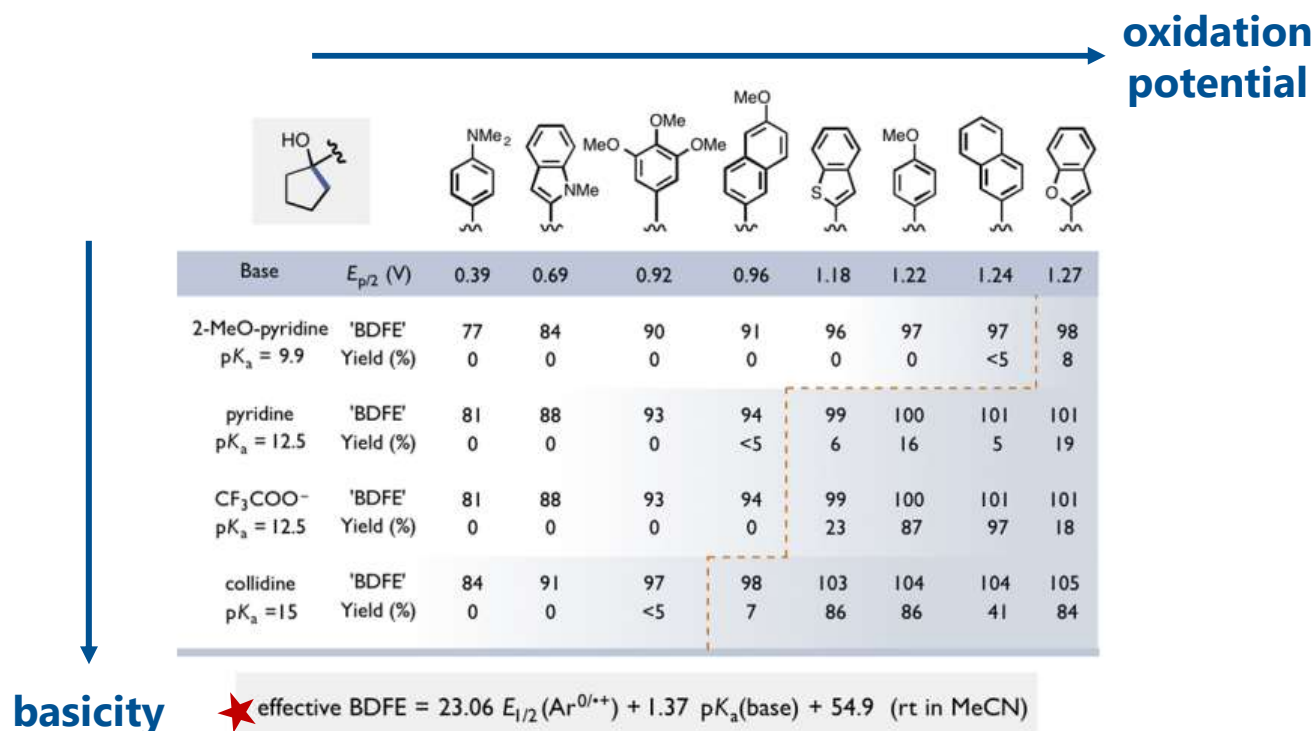 oxidation
potential
HO
NMe2
NMe
MeO
OMe
OMe
MeO
S
MeO
O
Base Ep/2 (V) 0.39 0.69 0.92 0.96 1.18 1.22 1.24 1.27
2-MeO-pyridine 'BDFE' 77 84 90 91 96 97 97 98
pKa = 9.9 Yield (%) 0 0 0 0 0 0 <5 8
pyridine 'BDFE' 81 88 93 94 99 100 101 101
pKa = 12.5 Yield (%) 0 0 0 <5 6 16 5 19
CF3COO− 'BDFE' 81 88 93 94 99 100 101 101
pKa = 12.5 Yield (%) 0 0 0 0 23 87 97 18
collidine 'BDFE' 84 91 97 98 103 104 104 105
pKa =15 Yield (%) 0 0 <5 7 86 86 41 84
basicity
effective BDFE = 23.06 E1/2(Ar0/•+) + 1.37 pKa(base) + 54.9 (rt in MeCN)